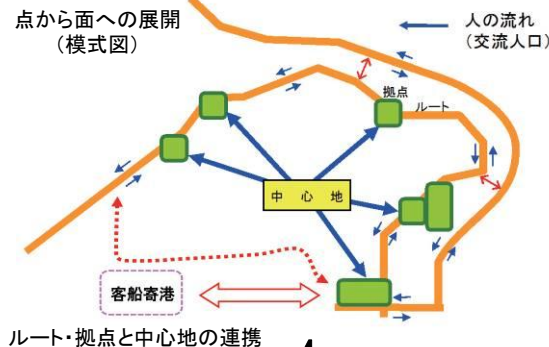 点から面への展開
(模式図)
人の流れ
(交流人口)
拠点
ルート
中 心 地
客船寄港
ルート・拠点と中心地の連携